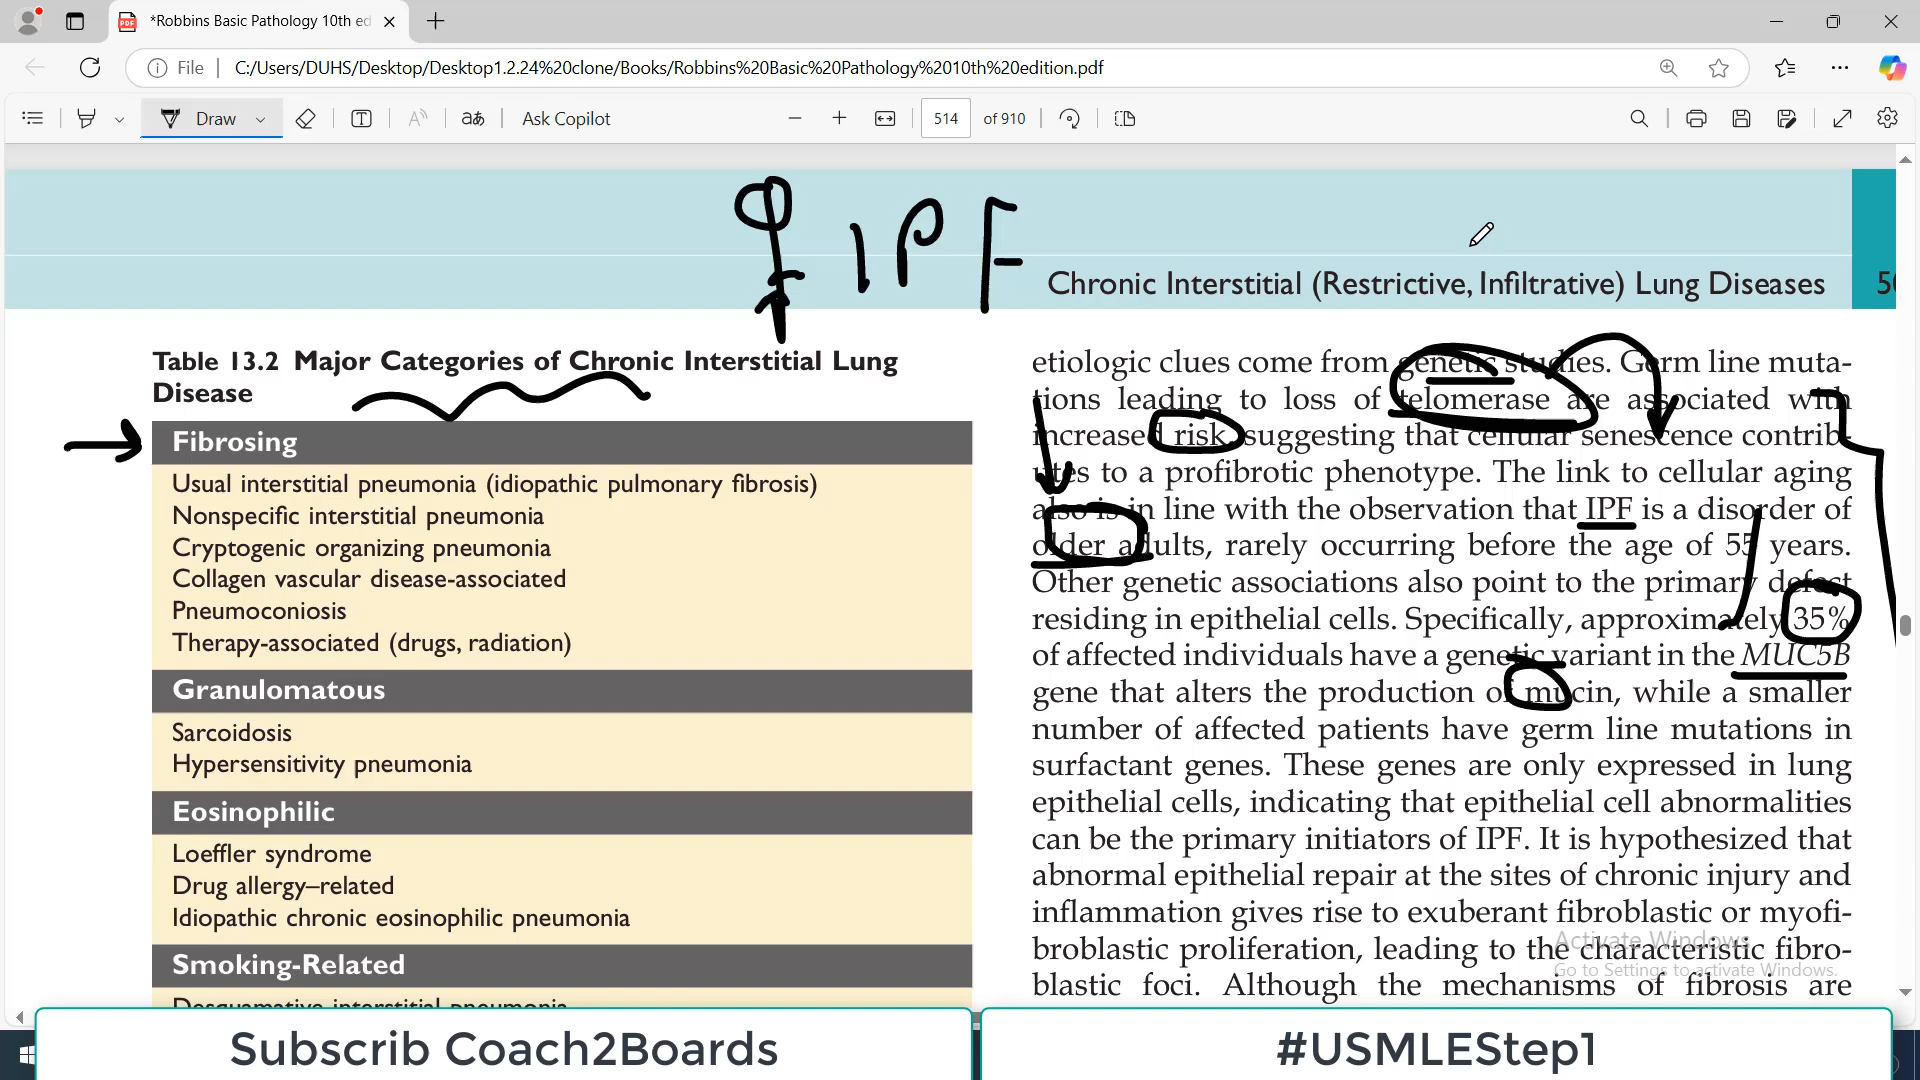 *Robbins Basic Pathology 10th ed
File
C:/Users/DUHS/Desktop/Desktop1.2.24%20clone/Books/Robbins%20Basic%20Pathology%2010th%20edition.pdf
Draw
aあ
Ask Copilot
514 of 910
IPF
Chronic Interstitial (Restrictive, Infiltrative) Lung Diseases
Table 13.2 Major Categories of Chronic Interstitial Lung
Disease
Fibrosing
Usual interstitial pneumonia (idiopathic pulmonary fibrosis)
Nonspecific interstitial pneumonia
Cryptogenic organizing pneumonia
Collagen vascular disease-associated
Pneumoconiosis
Therapy-associated (drugs, radiation)
Granulomatous
Sarcoidosis
Hypersensitivity pneumonia
Eosinophilic
Loeffler syndrome
Drug allergy–related
Idiopathic chronic eosinophilic pneumonia
Smoking-Related
Desquamative interstitial pneumonia
etiologic clues come from genetic studies. Germ line muta-
tions leading to loss of telomerase are associated with
increased risk, suggesting that cellular senescence contrib-
utes to a profibrotic phenotype. The link to cellular aging
also is in line with the observation that IPF is a disorder of
older adults, rarely occurring before the age of 55 years.
Other genetic associations also point to the primary defect
residing in epithelial cells. Specifically, approximately 35%
of affected individuals have a genetic variant in the MUC5B
gene that alters the production of mucin, while a smaller
number of affected patients have germ line mutations in
surfactant genes. These genes are only expressed in lung
epithelial cells, indicating that epithelial cell abnormalities
can be the primary initiators of IPF. It is hypothesized that
abnormal epithelial repair at the sites of chronic injury and
inflammation gives rise to exuberant fibroblastic or myofi-
broblastic proliferation, leading to the characteristic fibro-
blastic foci. Although the mechanisms of fibrosis are
Activate Windows
Go to Settings to activate Windows.
Subscrib Coach2Boards
#USMLEStep1